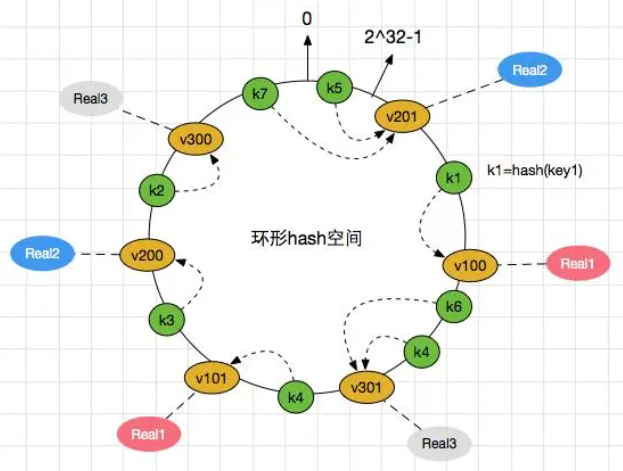 0
2^32-1
k7
k5
Real2
Real3
v201
v300
k1
k1=hash(key1)
k2
环形hash空间
Real2
v200
v100
Real1
k6
k3
k4
v101
v301
k4
Real1
Real3